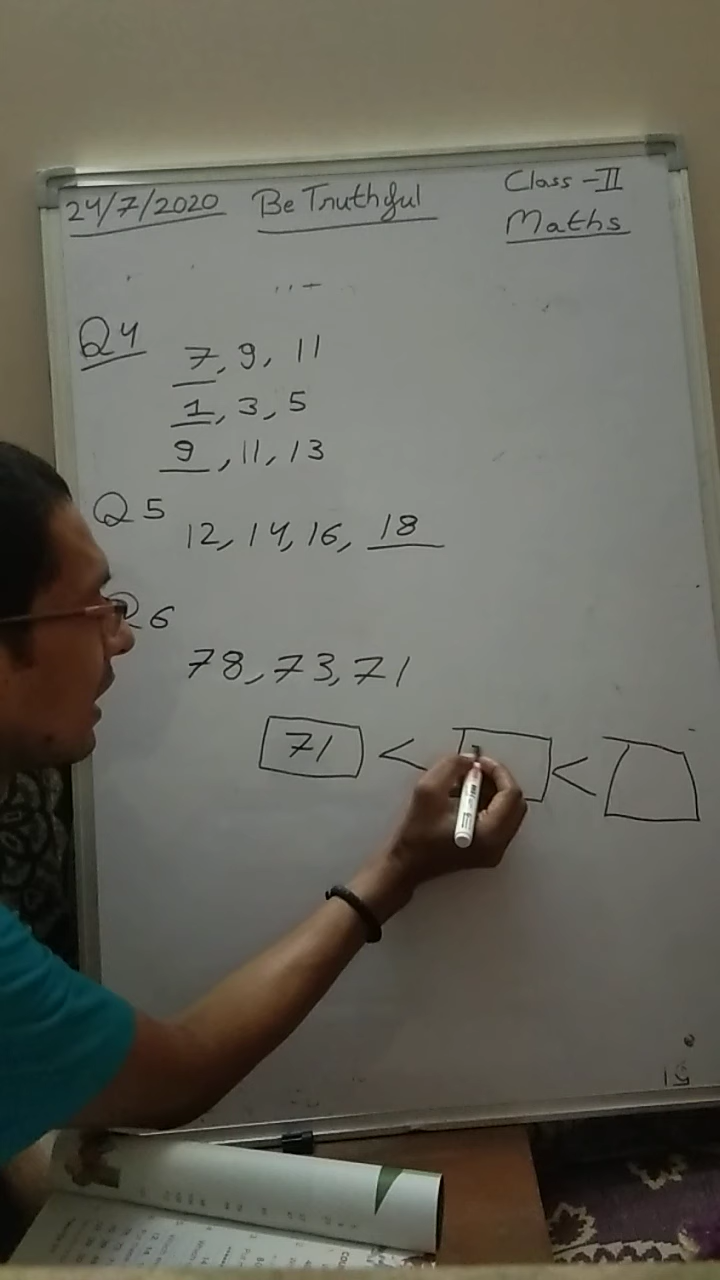 24/7/2020 Be Truthful Class - II
Maths
Q4
7, 9, 11
1, 3, 5
9, 11, 13
Q5
12, 14, 16, 18
Q6
78, 73, 71
71 < <
51